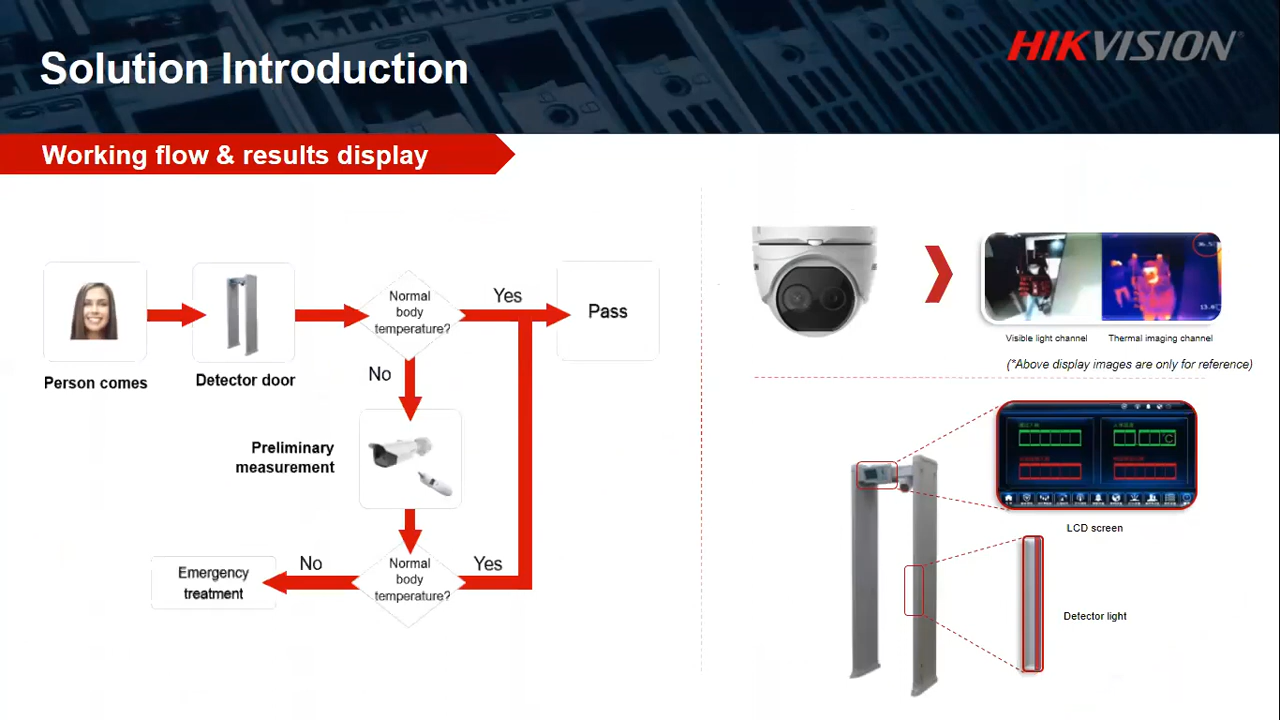 Solution Introduction
HIKVISION
Working flow & results display
Person comes
Detector door
Normal
body
temperature?
Yes
Pass
No
Preliminary
measurement
Normal
body
temperature?
Yes
No
Emergency
treatment
Visible light channel
Thermal imaging channel
(*Above display images are only for reference)
°C
LCD screen
Detector light